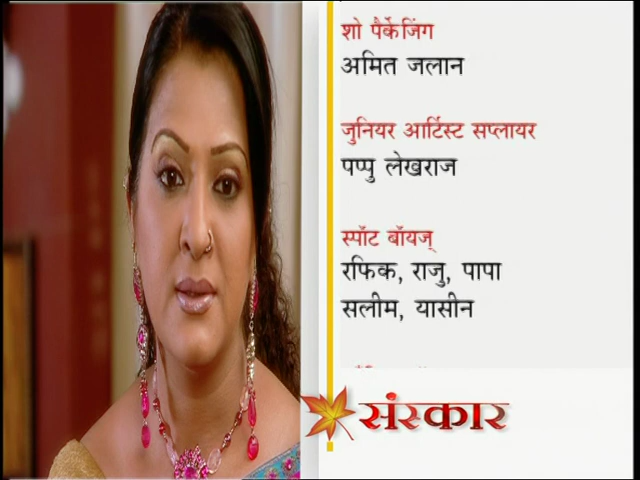 शो पैकेजिंग
अमित जलान
जुनियर आर्टिस्ट सप्लायर
पप्पु लेखराज
स्पॉट बॉयज्
रफिक, राजु, पापा
सलीम, यासीन
संस्कार